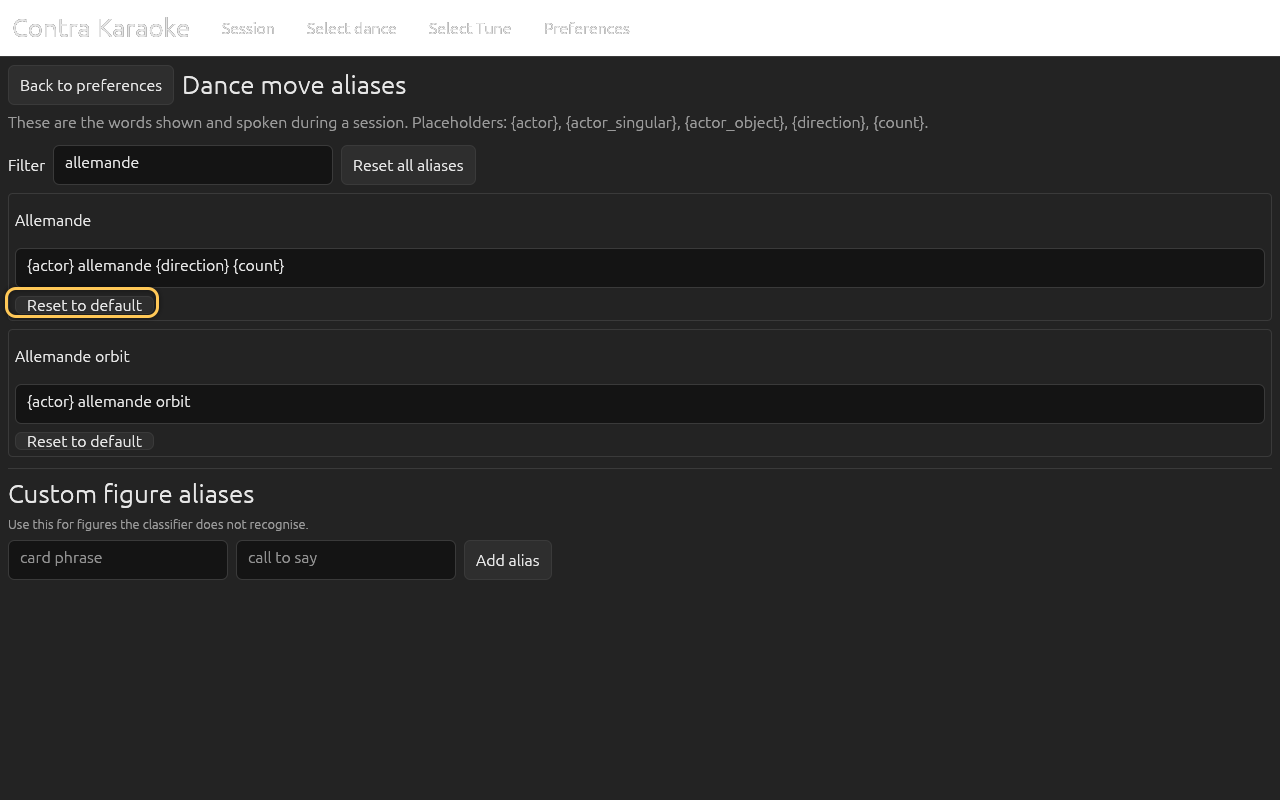 Contra Karaoke Session Select dance Select Tune Preferences
Back to preferences Dance move aliases
These are the words shown and spoken during a session. Placeholders: {actor}, {actor_singular}, {actor_object}, {direction}, {count}.
Filter allemande Reset all aliases
Allemande
{actor} allemande {direction} {count}
Reset to default
Allemande orbit
{actor} allemande orbit
Reset to default
Custom figure aliases
Use this for figures the classifier does not recognise.
card phrase call to say Add alias